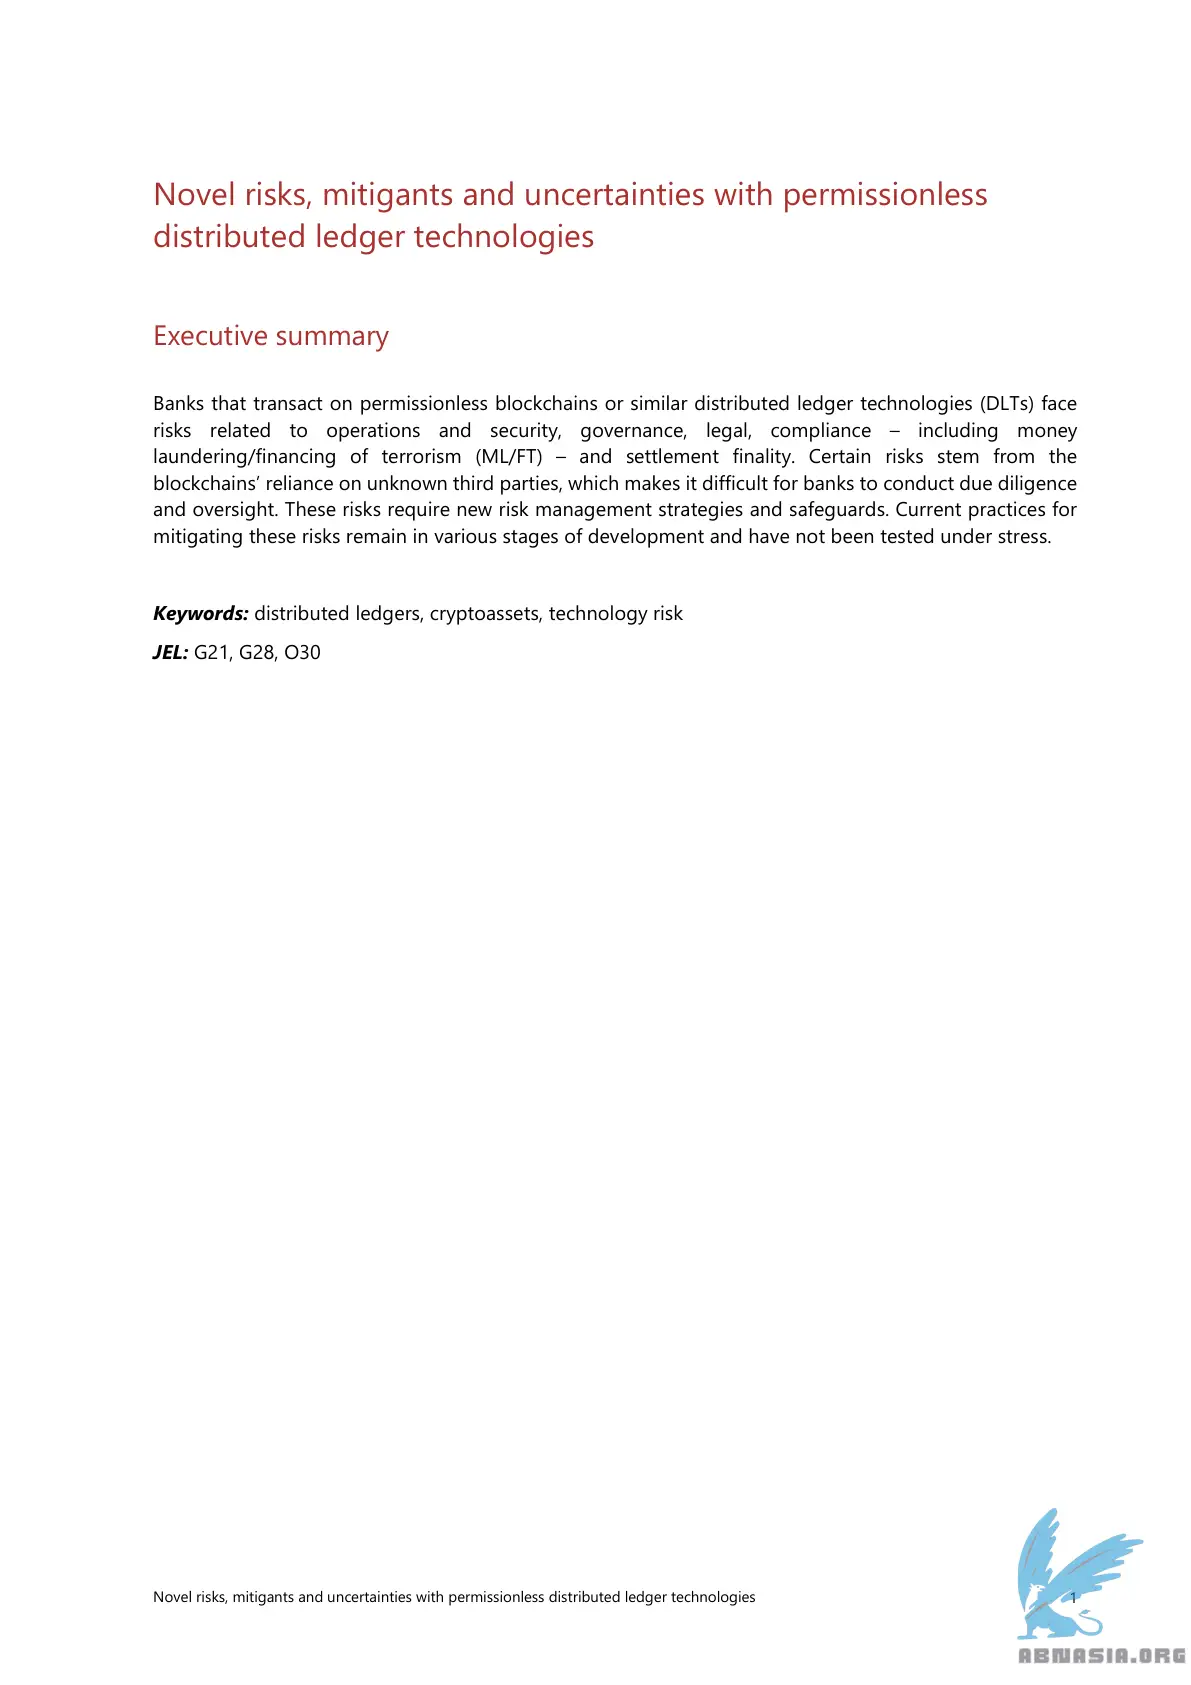 Novel risks, mitigants and uncertainties with permissionless
distributed ledger technologies
Executive summary
Banks that transact on permissionless blockchains or similar distributed ledger technologies (DLTs) face
risks related to operations and security, governance, legal, compliance – including money
laundering/financing of terrorism (ML/FT) – and settlement finality. Certain risks stem from the
blockchains’ reliance on unknown third parties, which makes it difficult for banks to conduct due diligence
and oversight. These risks require new risk management strategies and safeguards. Current practices for
mitigating these risks remain in various stages of development and have not been tested under stress.
Keywords: distributed ledgers, cryptoassets, technology risk
JEL: G21, G28, O30
Novel risks, mitigants and uncertainties with permissionless distributed ledger technologies 1
ABNASIA.ORG